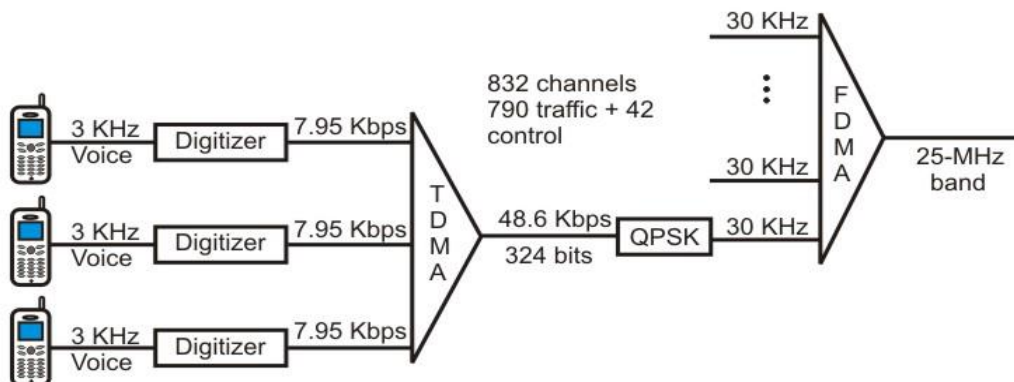 30 KHz
832 channels
790 traffic + 42
control
3 KHz
Voice
Digitizer
7.95 Kbps
30 KHz
3 KHz
Voice
Digitizer
7.95 Kbps
TDMA
48.6 Kbps
324 bits
QPSK
30 KHz
FDMA
25-MHz
band
3 KHz
Voice
Digitizer
7.95 Kbps